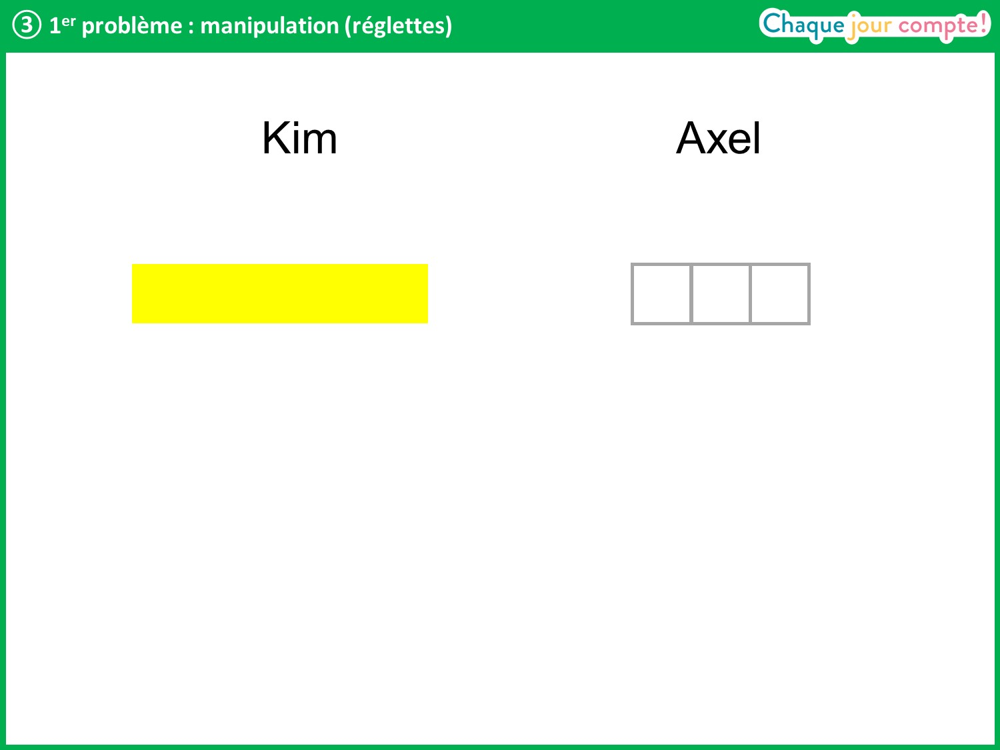 ③ 1er problème : manipulation (réglettes)
Chaque jour compte!
Kim
Axel